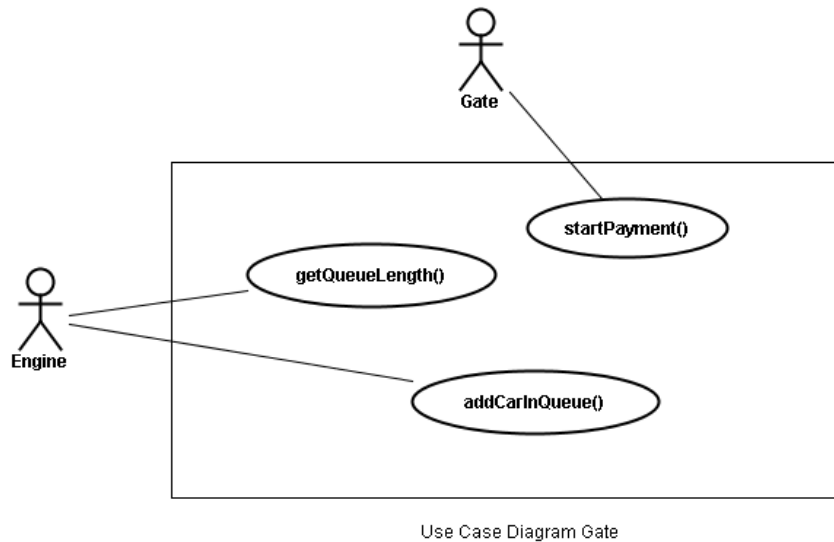 Gate
startPayment()
getQueueLength()
Engine
addCarInQueue()
Use Case Diagram Gate